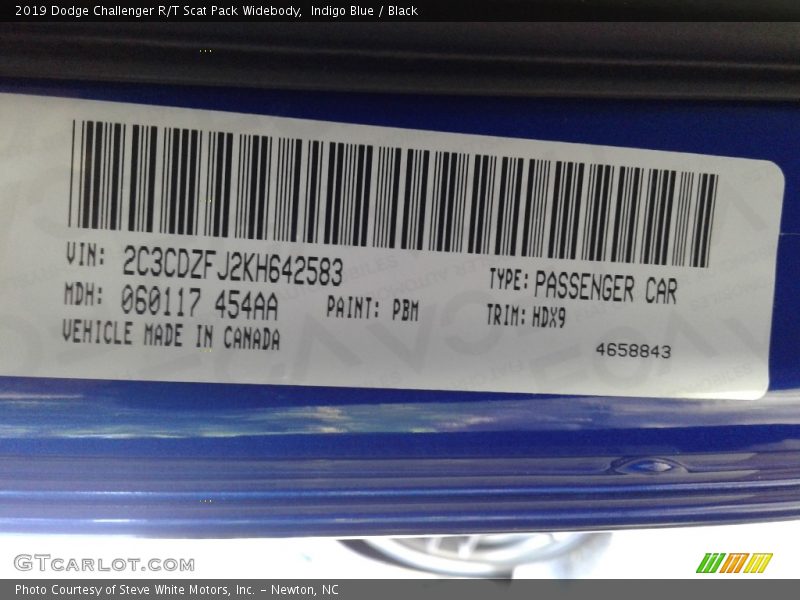 2019 Dodge Challenger R/T Scat Pack Widebody,  Indigo Blue / Black
VIN: 2C3CDZFJ2KH642583
TYPE: PASSENGER CAR
MDH: 060117 454AA
PAINT: PBM
TRIM: HDX9
VEHICLE MADE IN CANADA
4658843
GTCARLOT.COM
Photo Courtesy of Steve White Motors, Inc. – Newton, NC